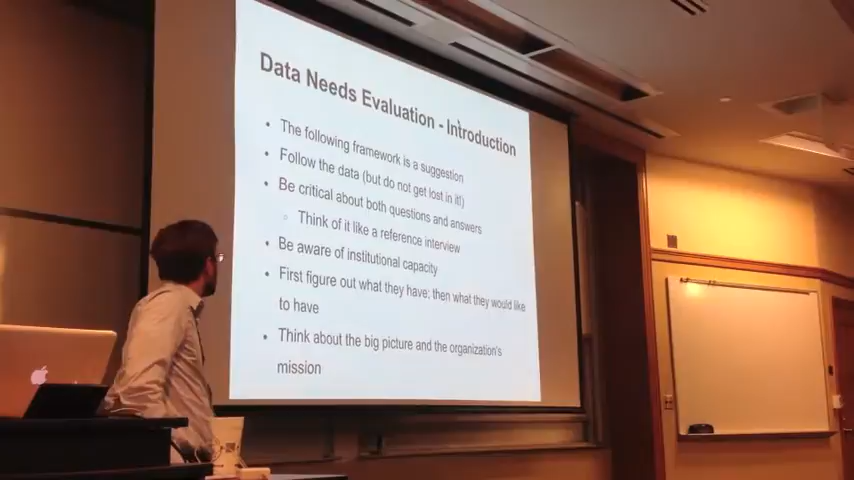 Data Needs Evaluation - Introduction
• The following framework is a suggestion
• Follow the data (but do not get lost in it!)
• Be critical about both questions and answers
○ Think of it like a reference interview
• Be aware of institutional capacity
• First figure out what they have; then what they would like
to have
• Think about the big picture and the organization's
mission